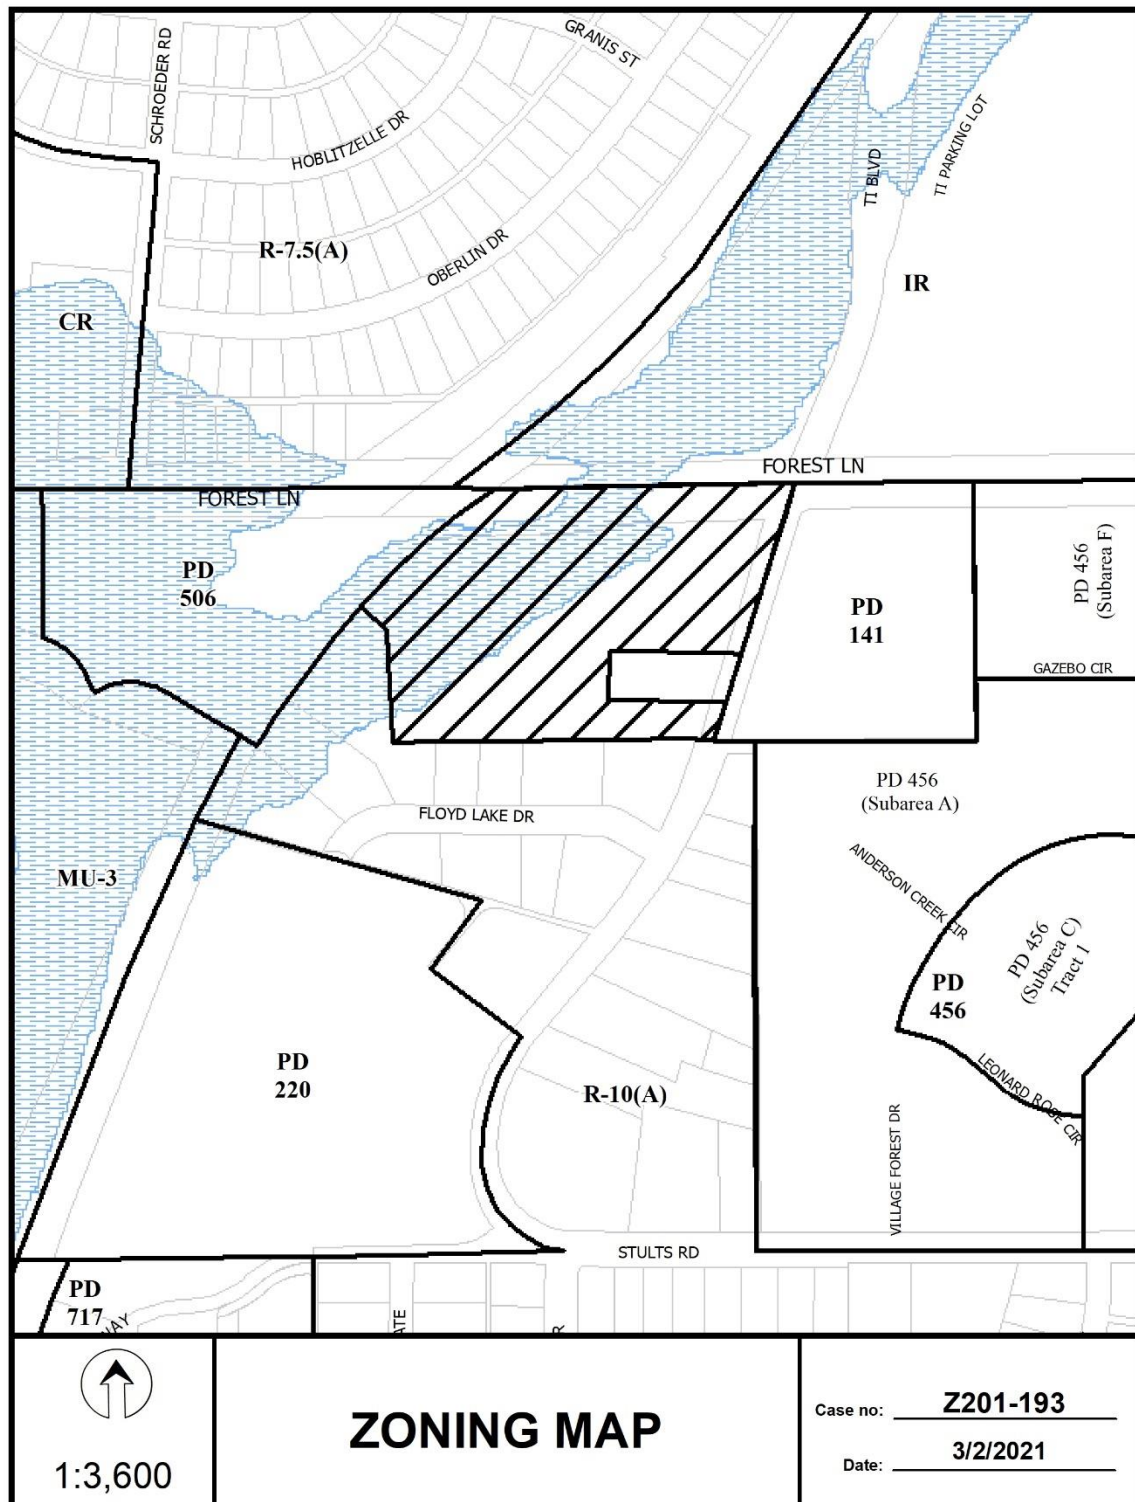 GRANIS ST
SCHROEDER RD
HOBLITZELLE DR
TI PARKING LOT
TI BLVD
R-7.5(A)
OBERLIN DR
IR
CR
FOREST LN
FOREST LN
PD
506
PD
141
PD 456
(Subarea F)
GAZEBO CIR
PD 456
(Subarea A)
FLOYD LAKE DR
MU-3
ANDERSON CREEK CIR
PD 456
(Subarea C)
Tract 1
PD
456
PD
220
R-10(A)
LEONARD ROSE CIR
VILLAGE FOREST DR
STULTS RD
PD
717
WAY
ATE
R
1:3,600
ZONING MAP
Case no: Z201-193
Date: 3/2/2021